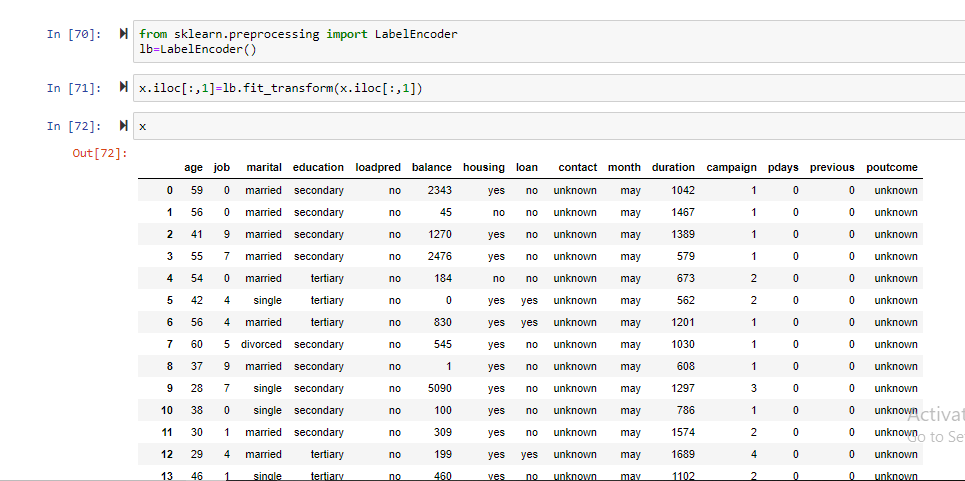 In [70]: from sklearn.preprocessing import LabelEncoder
lb=LabelEncoder()
In [71]: x.iloc[:,1]=lb.fit_transform(x.iloc[:,1])
In [72]: x
Out[72]:
age job marital education loadpred balance housing loan contact month duration campaign pdays previous poutcome
0 59 0 married secondary no 2343 yes no unknown may 1042 1 0 0 unknown
1 56 0 married secondary no 45 no no unknown may 1467 1 0 0 unknown
2 41 9 married secondary no 1270 yes no unknown may 1389 1 0 0 unknown
3 55 7 married secondary no 2476 yes no unknown may 579 1 0 0 unknown
4 54 0 married tertiary no 184 no no unknown may 673 2 0 0 unknown
5 42 4 single tertiary no 0 yes yes unknown may 562 2 0 0 unknown
6 56 4 married tertiary no 830 yes yes unknown may 1201 1 0 0 unknown
7 60 5 divorced secondary no 545 yes no unknown may 1030 1 0 0 unknown
8 37 9 married secondary no 1 yes no unknown may 608 1 0 0 unknown
9 28 7 single secondary no 5090 yes no unknown may 1297 3 0 0 unknown
10 38 0 single secondary no 100 yes no unknown may 786 1 0 0 unknown
Activat
11 30 1 married secondary no 309 yes no unknown may 1574 2 0 0 unknown
Go to Se
12 29 4 married tertiary no 199 yes yes unknown may 1689 4 0 0 unknown
13 46 1 single tertiary no 460 yes no unknown may 1102 2 0 0 unknown